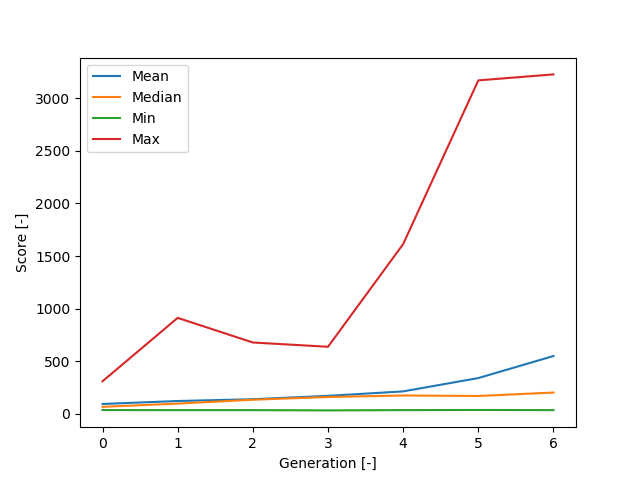 Mean
Median
Min
Max
3000
2500
2000
1500
1000
500
0
Score [-]
0 1 2 3 4 5 6
Generation [-]